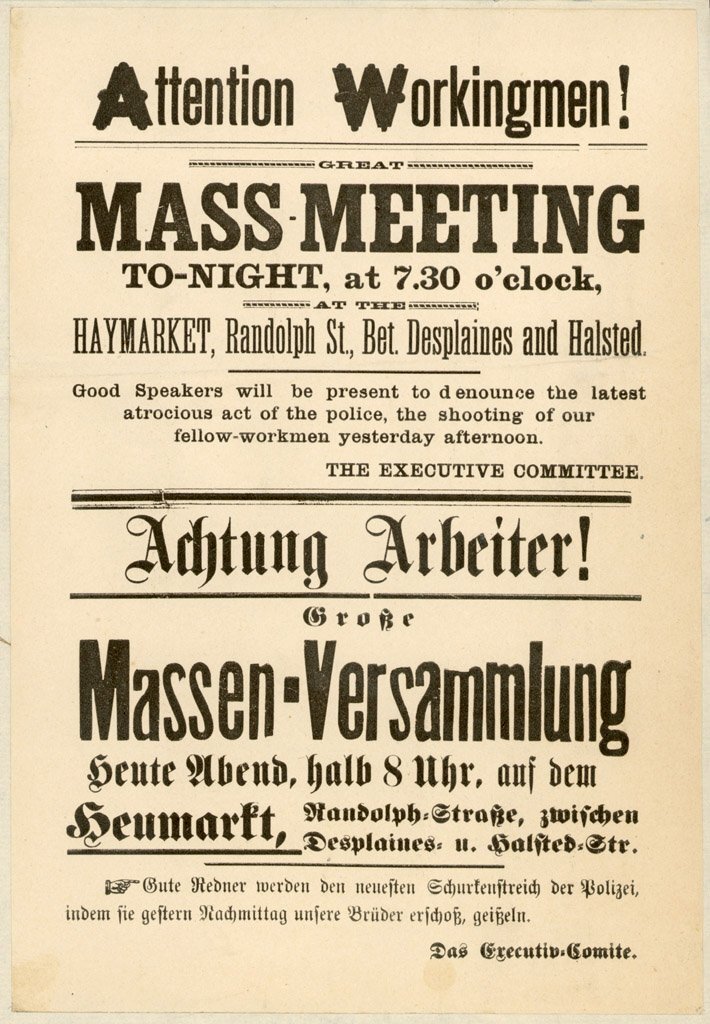 Attention Workingmen!
GREAT
MASS-MEETING
TO-NIGHT, at 7.30 o'clock,
AT THE
HAYMARKET, Randolph St., Bet. Desplaines and Halsted.
Good Speakers will be present to denounce the latest
atrocious act of the police, the shooting of our
fellow-workmen yesterday afternoon.
THE EXECUTIVE COMMITTEE.
Achtung Arbeiter!
Große
Massen-Versammlung
Heute Abend, halb 8 Uhr, auf dem
Heumarkt, Randolph-Straße, zwischen
Desplaines- u. Halsted-Str.
☞ Gute Redner werden den neuesten Schurkenstreich der Polizei,
indem sie gestern Nachmittag unsere Brüder erschoß, geißeln.
Das Executiv-Comite.